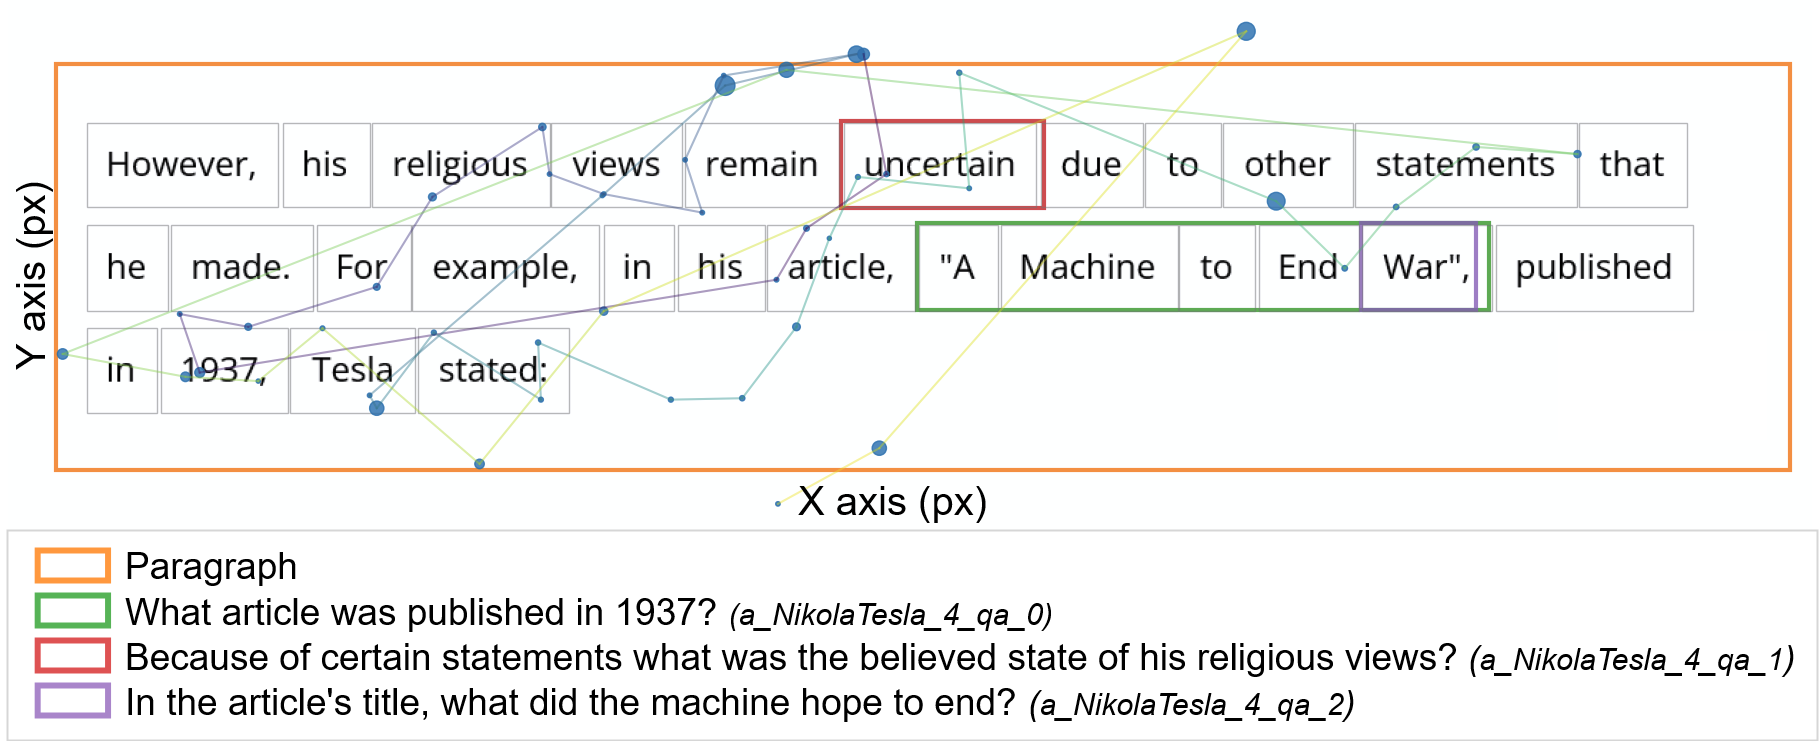 However, his religious views remain uncertain due to other statements that
he made. For example, in his article, "A Machine to End War", published
in 1937, Tesla stated:
Y axis (px)
X axis (px)
Paragraph
What article was published in 1937? (a_NikolaTesla_4_qa_0)
Because of certain statements what was the believed state of his religious views? (a_NikolaTesla_4_qa_1)
In the article's title, what did the machine hope to end? (a_NikolaTesla_4_qa_2)